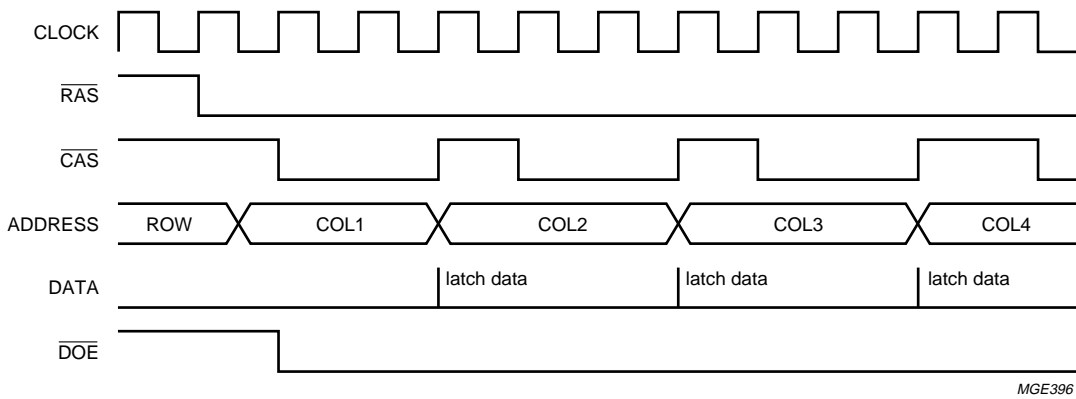 CLOCK
RAS
CAS
ADDRESS ROW COL1 COL2 COL3 COL4
DATA latch data latch data latch data
DOE
MGE396